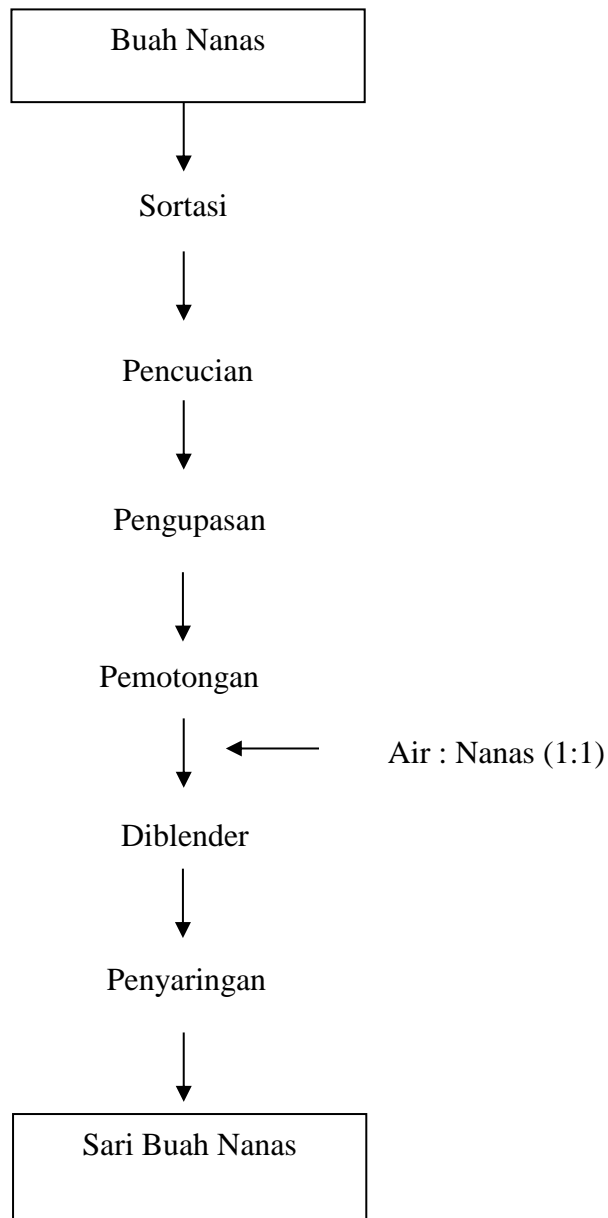 Buah Nanas
Sortasi
Pencucian
Pengupasan
Pemotongan
Air : Nanas (1:1)
Diblender
Penyaringan
Sari Buah Nanas